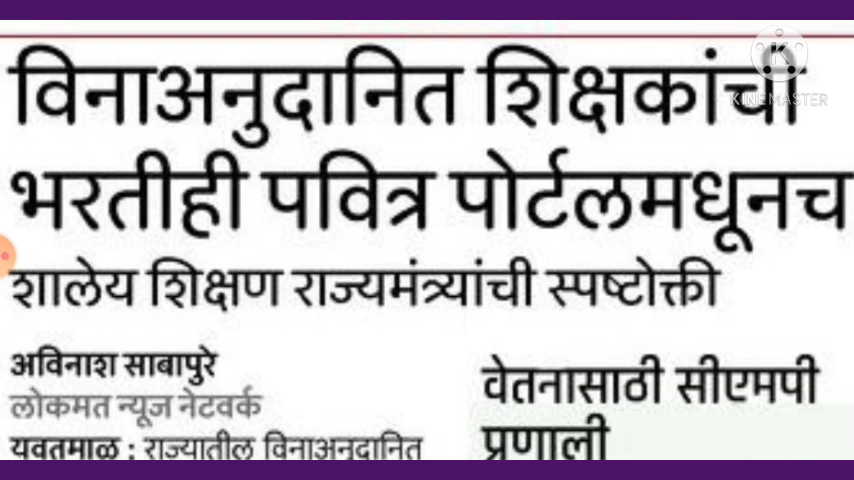 विनाअनुदानित शिक्षकांची
KINEMASTER
भरतीही पवित्र पोर्टलमधूनच
शालेय शिक्षण राज्यमंत्र्यांची स्पष्टोक्ती
अविनाश साबापुरे
लोकमत न्यूज नेटवर्क
यवतमाळ : राज्यातील विनाअनुदानित
वेतनासाठी सीएमपी
प्रणाली